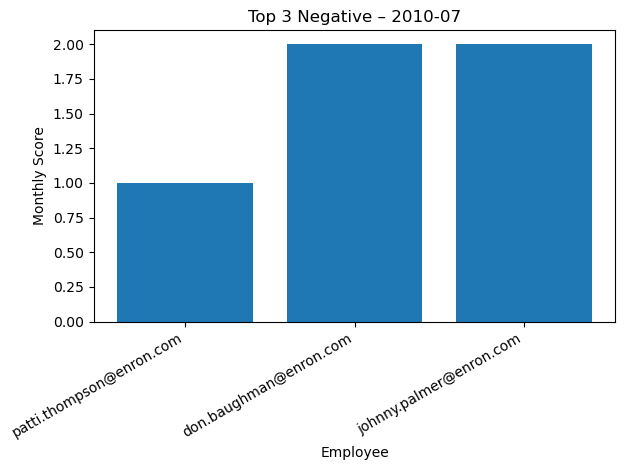 Top 3 Negative – 2010-07
Monthly Score
2.00
1.75
1.50
1.25
1.00
0.75
0.50
0.25
0.00
patti.thompson@enron.com
don.baughman@enron.com
johnny.palmer@enron.com
Employee